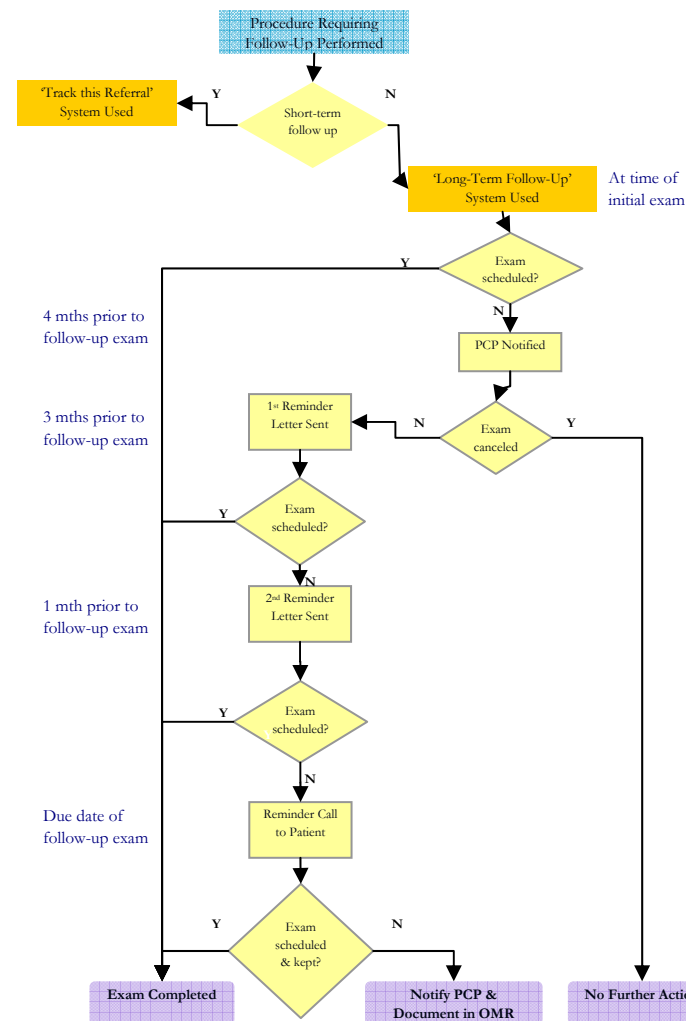 Procedure Requiring
Follow-Up Performed
'Track this Referral'
System Used
Y
N
Short-term
follow up
'Long-Term Follow-Up'
System Used
At time of
initial exam
Exam
scheduled?
Y
N
4 mths prior to
follow-up exam
PCP Notified
3 mths prior to
follow-up exam
1st Reminder
Letter Sent
N
Exam
canceled
Y
Exam
scheduled?
Y
N
1 mth prior to
follow-up exam
2nd Reminder
Letter Sent
Exam
scheduled?
Y
N
Due date of
follow-up exam
Reminder Call
to Patient
Y
Exam
scheduled
& kept?
N
Exam Completed
Notify PCP &
Document in OMR
No Further Actio